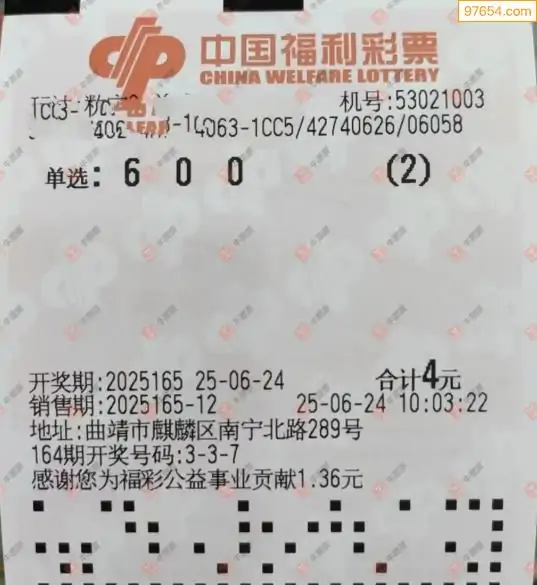 97654.com
中国福利彩票
CHINA WELFARE LOTTERY
机号:53021003
4063-1CC5/42740626/06058
单选: 6 0 0 (2)
开奖期:2025165 25-06-24 合计4元
销售期:2025165-12 25-06-24 10:03:22
地址:曲靖市麒麟区南宁北路289号
164期开奖号码:3-3-7
感谢您为福彩公益事业贡献1.36元